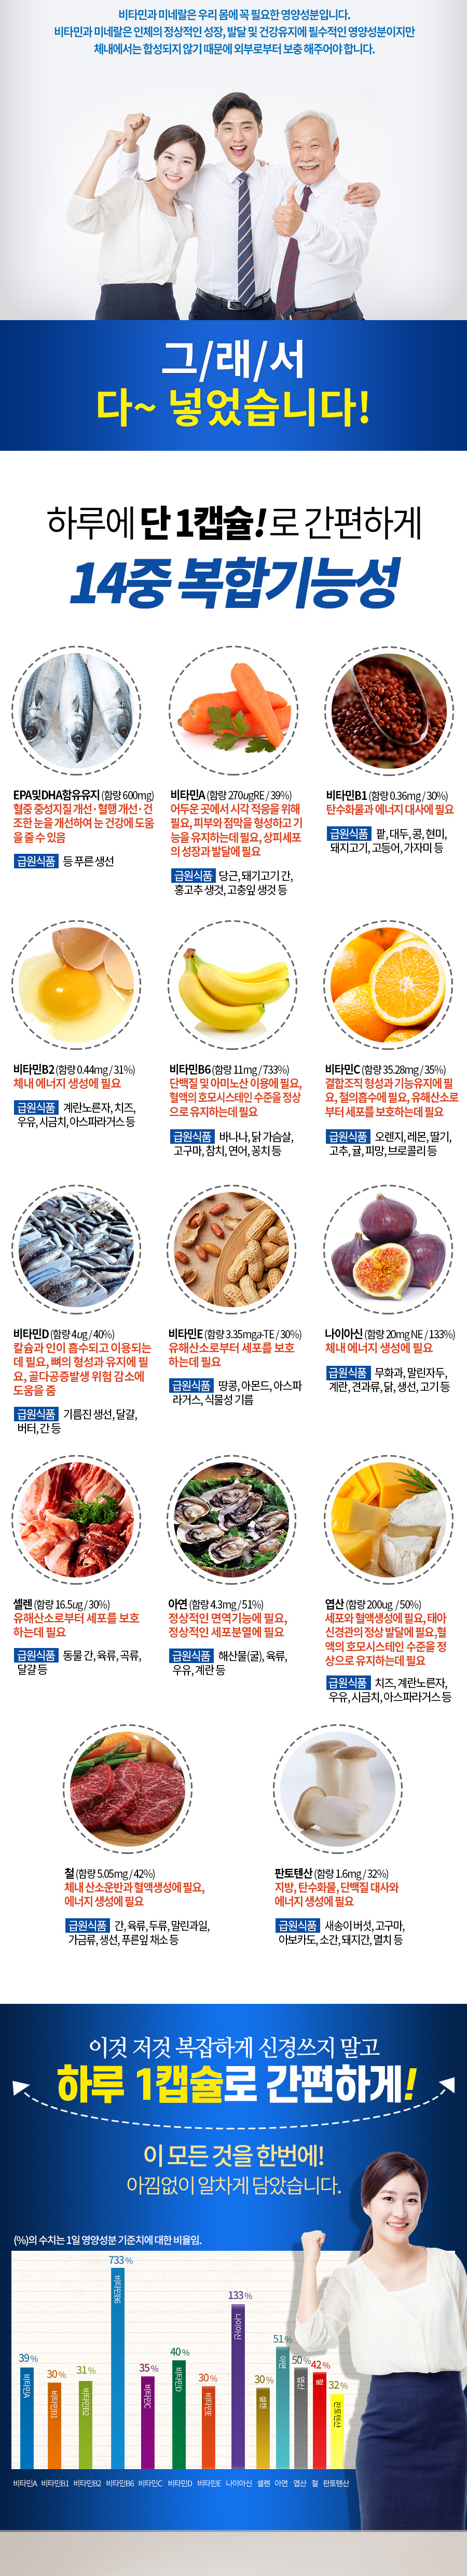 비타민과 미네랄은 우리 몸에 꼭 필요한 영양성분입니다.
비타민과 미네랄은 인체의 정상적인 성장, 발달 및 건강유지에 필수적인 영양성분이지만
체내에서는 합성되지 않기 때문에 외부로부터 보충 해주어야 합니다.
그/래/서
다~ 넣었습니다!
하루에 단 1캡슐!로 간편하게
14중 복합기능성
EPA및DHA함유유지 (함량 600mg)
혈중 중성지질 개선·혈행 개선·건
조한 눈을 개선하여 눈 건강에 도움
을 줄 수 있음
급원식품 등 푸른 생선
비타민A (함량 270ugRE / 39%)
어두운 곳에서 시각 적응을 위해
필요, 피부와 점막을 형성하고 기
능을 유지하는데 필요, 상피세포
의 성장과 발달에 필요
급원식품 당근, 돼기고기 간,
홍고추 생것, 고춧잎 생것 등
비타민B1 (함량 0.36mg / 30%)
탄수화물과 에너지 대사에 필요
급원식품 팥, 대두, 콩, 현미,
돼지고기, 고등어, 가자미 등
비타민B2 (함량 0.44mg / 31%)
체내 에너지 생성에 필요
급원식품 계란노른자, 치즈,
우유, 시금치, 아스파라거스 등
비타민B6 (함량 11mg / 733%)
단백질 및 아미노산 이용에 필요,
혈액의 호모시스테인 수준을 정상
으로 유지하는데 필요
급원식품 바나나, 닭 가슴살,
고구마, 참치, 연어, 꽁치 등
비타민C (함량 35.28mg / 35%)
결합조직 형성과 기능유지에 필
요, 철의흡수에 필요, 유해산소로
부터 세포를 보호하는데 필요
급원식품 오렌지, 레몬, 딸기,
고추, 귤, 피망, 브로콜리 등
비타민D (함량 4ug / 40%)
칼슘과 인이 흡수되고 이용되는
데 필요, 뼈의 형성과 유지에 필
요, 골다공증발생 위험 감소에
도움을 줌
급원식품 기름진 생선, 달걀,
버터, 간 등
비타민E (함량 3.35mga-TE / 30%)
유해산소로부터 세포를 보호
하는데 필요
급원식품 땅콩, 아몬드, 아스파
라거스, 식물성 기름
나이아신 (함량 20mg NE / 133%)
체내 에너지 생성에 필요
급원식품 무화과, 말린자두,
계란, 견과류, 닭, 생선, 고기 등
셀렌 (함량 16.5ug / 30%)
유해산소로부터 세포를 보호
하는데 필요
급원식품 동물 간, 육류, 곡류,
달걀 등
아연 (함량 4.3mg / 51%)
정상적인 면역기능에 필요,
정상적인 세포분열에 필요
급원식품 해산물(굴), 육류,
우유, 계란 등
엽산 (함량 200ug / 50%)
세포와 혈액생성에 필요, 태아
신경관의 정상 발달에 필요,혈
액의 호모시스테인 수준을 정
상으로 유지하는데 필요
급원식품 치즈, 계란노른자,
우유, 시금치, 아스파라거스 등
철 (함량 5.05mg / 42%)
체내 산소운반과 혈액생성에 필요,
에너지 생성에 필요
급원식품 간, 육류, 두류, 말린과일,
가금류, 생선, 푸른잎 채소 등
판토텐산 (함량 1.6mg / 32%)
지방, 탄수화물, 단백질 대사와
에너지 생성에 필요
급원식품 새송이 버섯, 고구마,
아보카도, 소간, 돼지간, 멸치 등
이것 저것 복잡하게 신경쓰지 말고
하루 1캡슐로 간편하게!
이 모든 것을 한번에!
아낌없이 알차게 담았습니다.
(%)의 수치는 1일 영양성분 기준치에 대한 비율임.
39 %
30 %
31 %
733 %
35 %
40 %
30 %
133 %
30 %
51 %
50 %
42 %
32 %
비타민A
비타민B1
비타민B2
비타민B6
비타민C
비타민D
비타민E
나이아신
셀렌
아연
엽산
철
판토텐산
비타민A 비타민B1 비타민B2 비타민B6 비타민C 비타민D 비타민E 나이아신 셀렌 아연 엽산 철 판토텐산